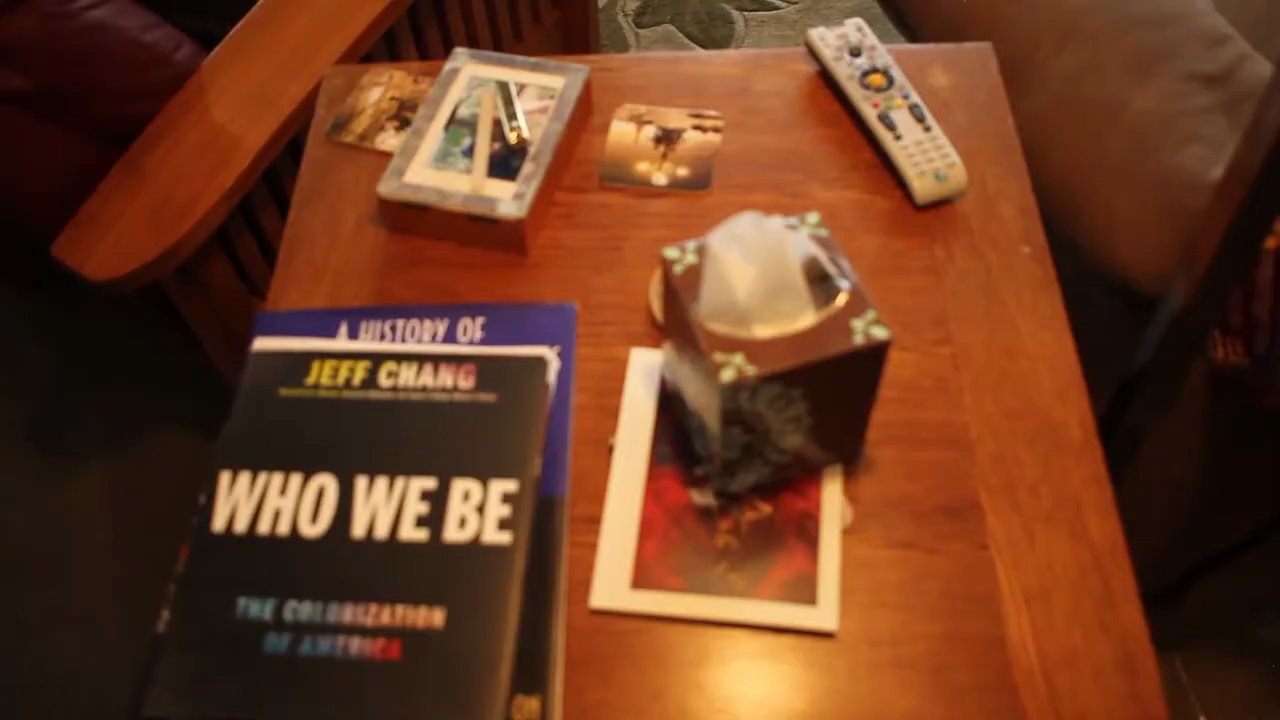 A HISTORY OF
JEFF CHANG
WHO WE BE
THE COLORIZATION
OF AMERICA